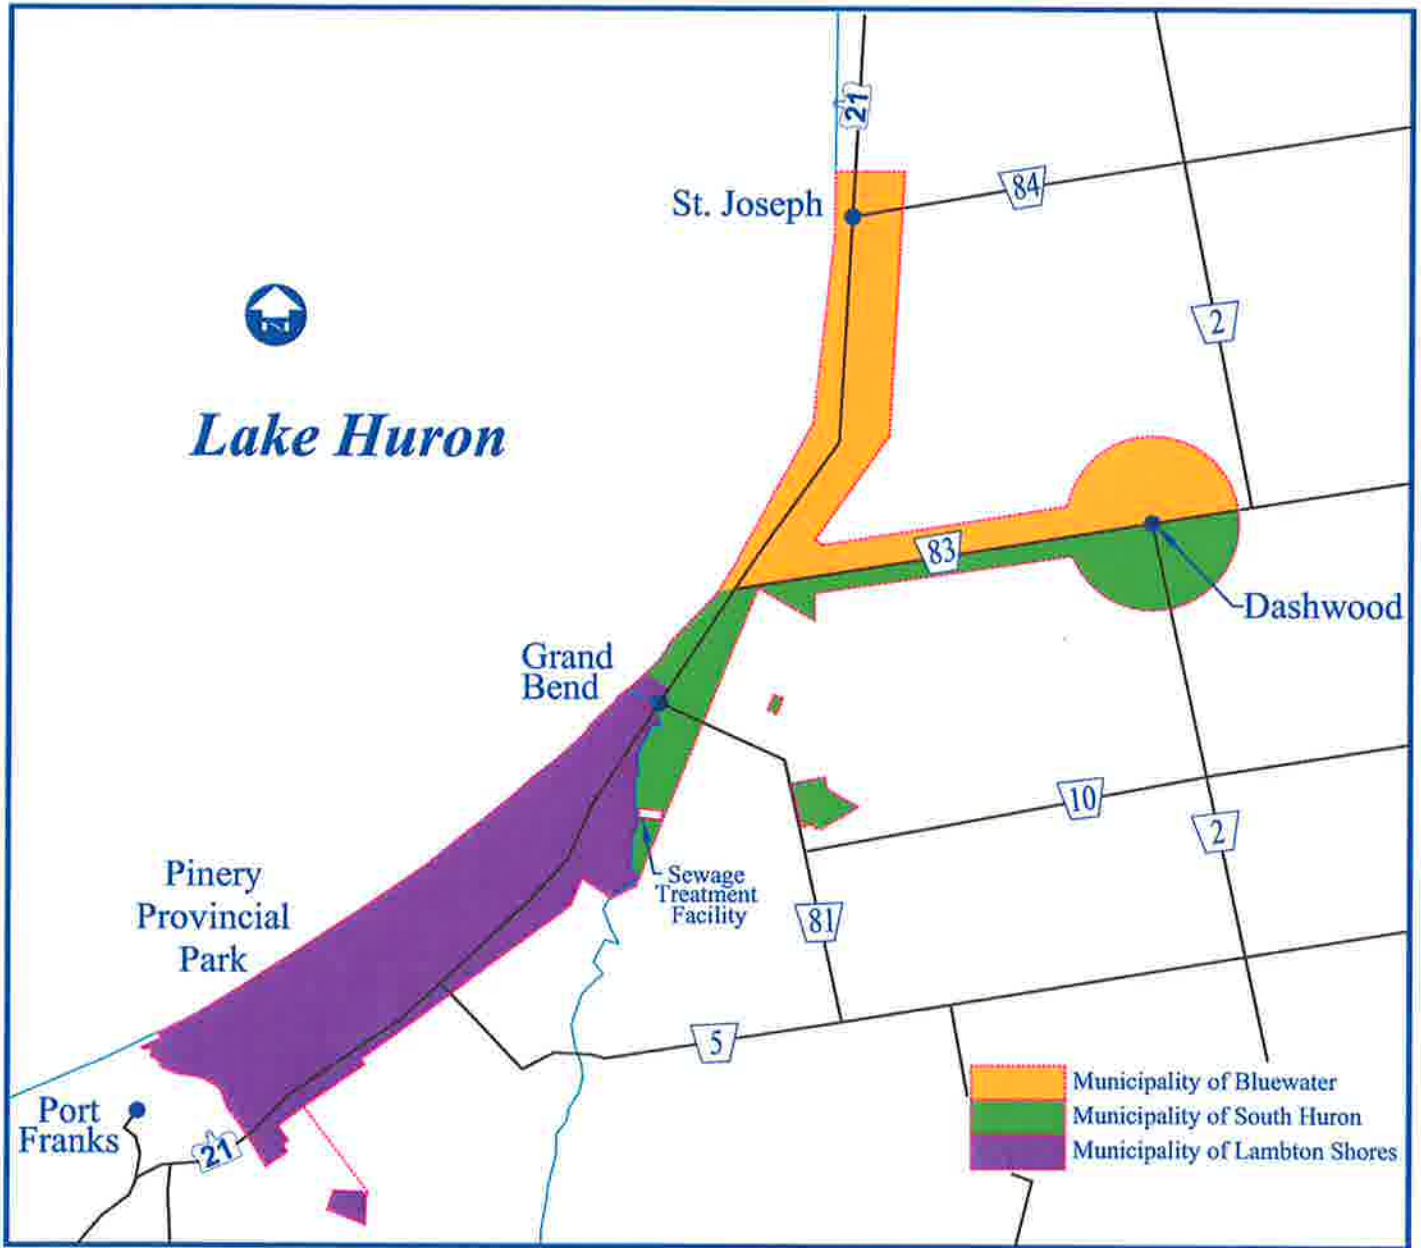 21
St. Joseph
84
2
Lake Huron
83
Dashwood
Grand
Bend
10
2
Pinery
Provincial
Park
Sewage
Treatment
Facility
81
5
Municipality of Bluewater
Municipality of South Huron
Municipality of Lambton Shores
Port
Franks
21